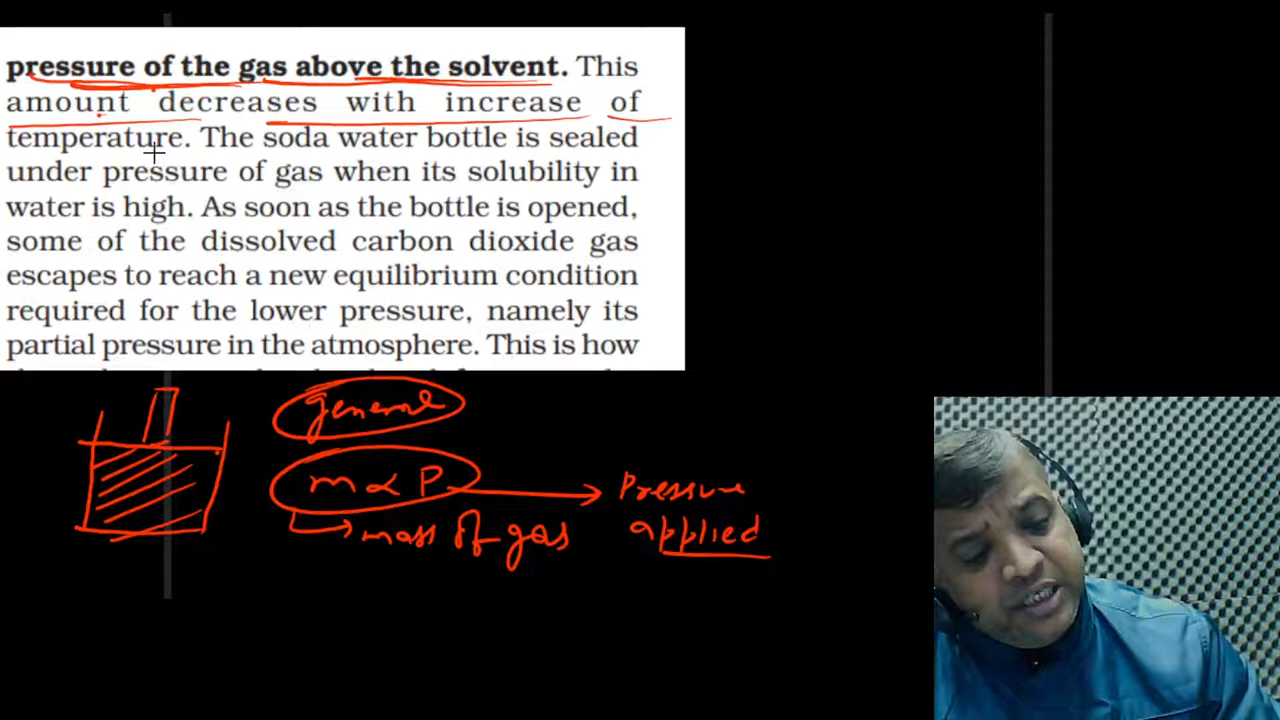 pressure of the gas above the solvent. This
amount decreases with increase of
temperature. The soda water bottle is sealed
under pressure of gas when its solubility in
water is high. As soon as the bottle is opened,
some of the dissolved carbon dioxide gas
escapes to reach a new equilibrium condition
required for the lower pressure, namely its
partial pressure in the atmosphere. This is how
general
m ∝ P
Pressure
applied
mass of gas